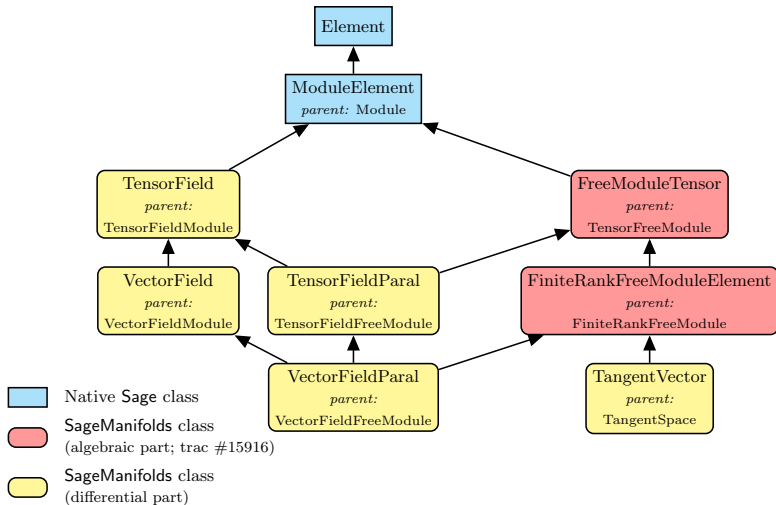 Element
ModuleElement
parent: Module
TensorField
parent:
TensorFieldModule
FreeModuleTensor
parent:
TensorFreeModule
VectorField
parent:
VectorFieldModule
TensorFieldParal
parent:
TensorFieldFreeModule
FiniteRankFreeModuleElement
parent:
FiniteRankFreeModule
VectorFieldParal
parent:
VectorFieldFreeModule
TangentVector
parent:
TangentSpace
Native Sage class
SageManifolds class
(algebraic part; trac #15916)
SageManifolds class
(differential part)